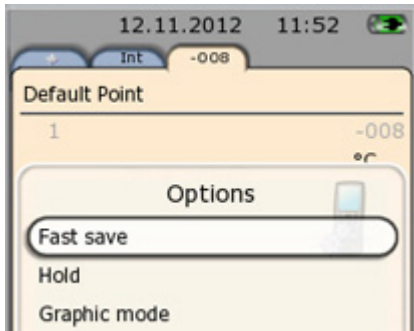 12.11.2012 11:52
Int -008
Default Point
1 -008
°C
Options
Fast save
Hold
Graphic mode